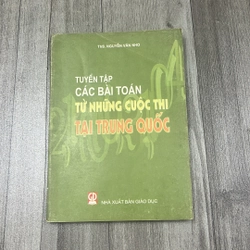 THS. NGUYỄN VĂN NHO
TUYỂN TẬP
CÁC BÀI TOÁN
TỪ NHỮNG CUỘC THI
TẠI TRUNG QUỐC
NHÀ XUẤT BẢN GIÁO DỤC